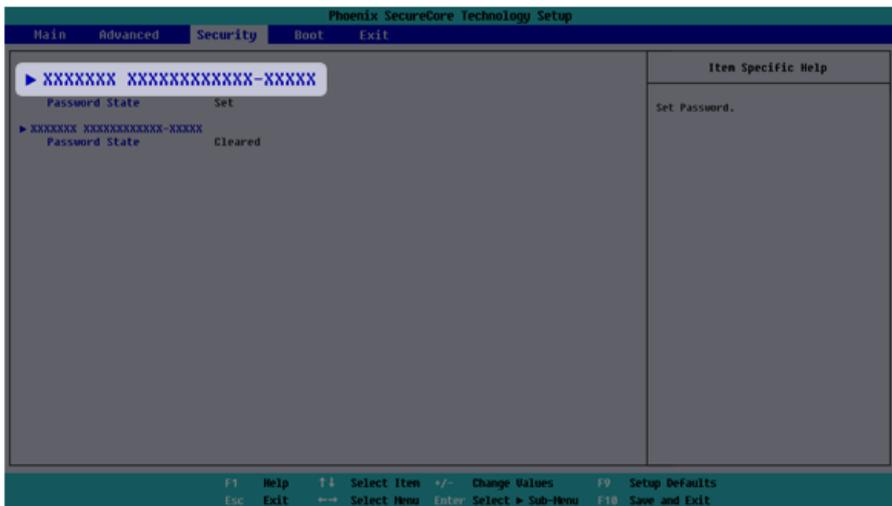 Phoenix SecureCore Technology Setup
Main Advanced Security Boot Exit
Item Specific Help
▶ XXXXXXX XXXXXXXXXXXX-XXXXX
Password State Set
Set Password.
▶ XXXXXXX XXXXXXXXXXXX-XXXXX
Password State Cleared
F1 Help ↑↓ Select Item +/- Change Values F9 Setup Defaults
Esc Exit ←→ Select Menu Enter Select ▶ Sub-Menu F10 Save and Exit